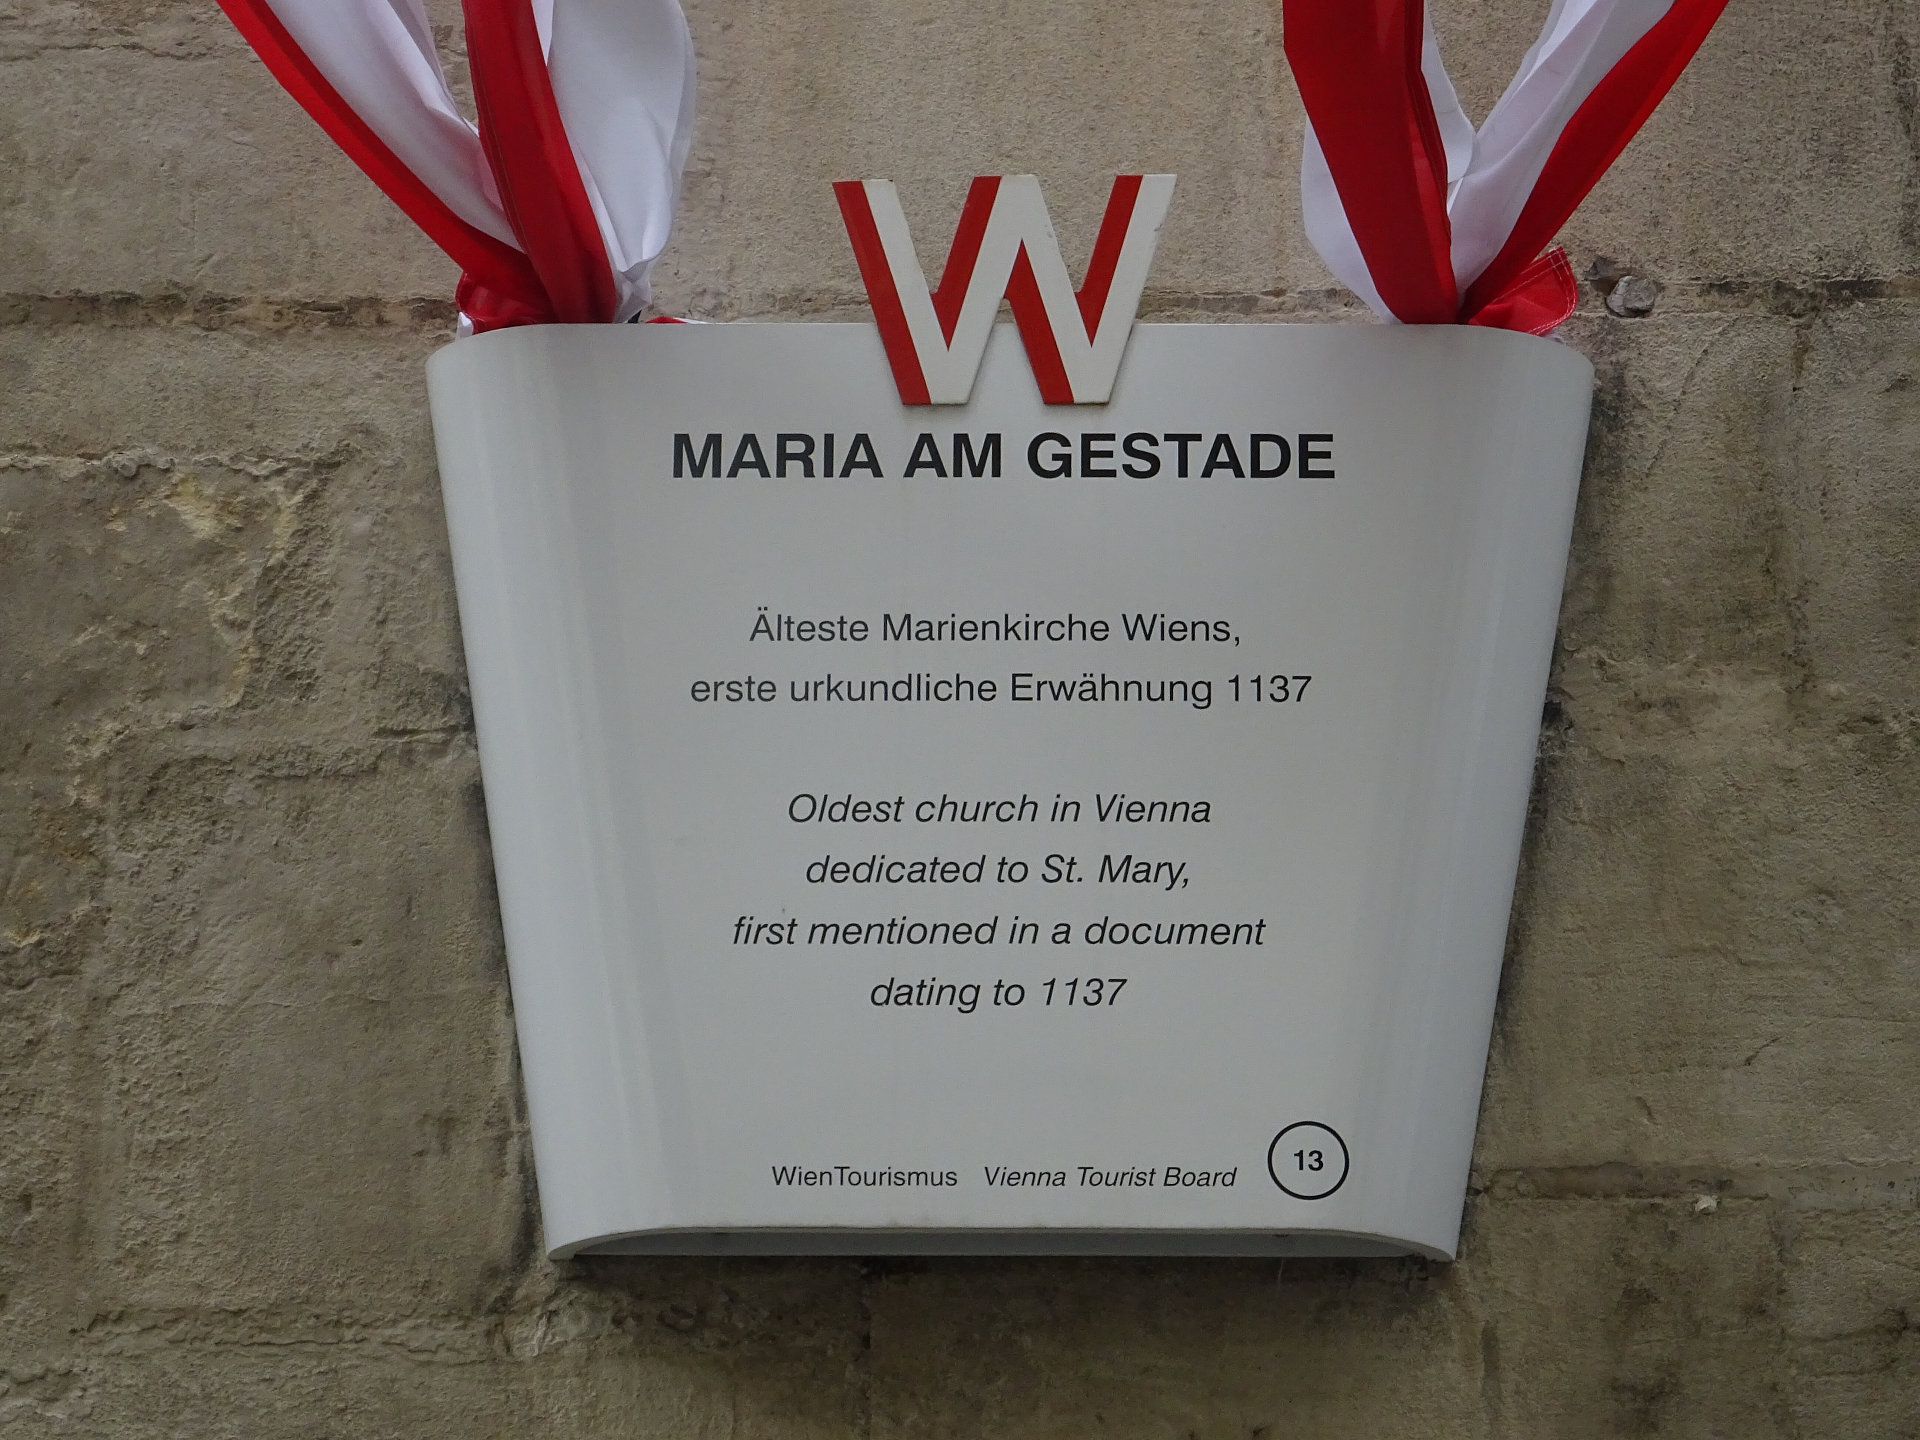 W
MARIA AM GESTADE
Älteste Marienkirche Wiens,
erste urkundliche Erwähnung 1137
Oldest church in Vienna
dedicated to St. Mary,
first mentioned in a document
dating to 1137
WienTourismus Vienna Tourist Board 13